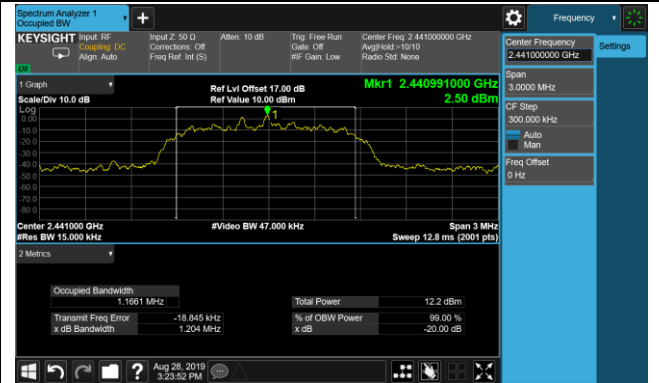 Spectrum Analyzer 1
Occupied BW
Frequency
KEYSIGHT
Input: RF
Coupling: DC
Align: Auto
Input Z: 50 Ω
Corrections: Off
Freq Ref: Int (S)
Atten: 10 dB
Trig: Free Run
Gate: Off
#IF Gain: Low
Center Freq: 2.441000000 GHz
Avg|Hold:>10/10
Radio Std: None
Center Frequency
2.441000000 GHz
Settings
Span
3.0000 MHz
CF Step
300.000 kHz
Auto
Man
Freq Offset
0 Hz
1 Graph
Scale/Div 10.0 dB
Ref Lvl Offset 17.00 dB
Ref Value 10.00 dBm
Mkr1 2.440991000 GHz
2.50 dBm
Log
0.00
-10.0
-20.0
-30.0
-40.0
-50.0
-60.0
-70.0
-80.0
1
Center 2.441000 GHz
#Res BW 15.000 kHz
#Video BW 47.000 kHz
Span 3 MHz
Sweep 12.8 ms (2001 pts)
2 Metrics
Occupied Bandwidth
1.1661 MHz
Total Power 12.2 dBm
Transmit Freq Error -18.845 kHz
% of OBW Power 99.00 %
x dB Bandwidth 1.204 MHz
x dB -20.00 dB
?
Aug 28, 2019
3:23:52 PM